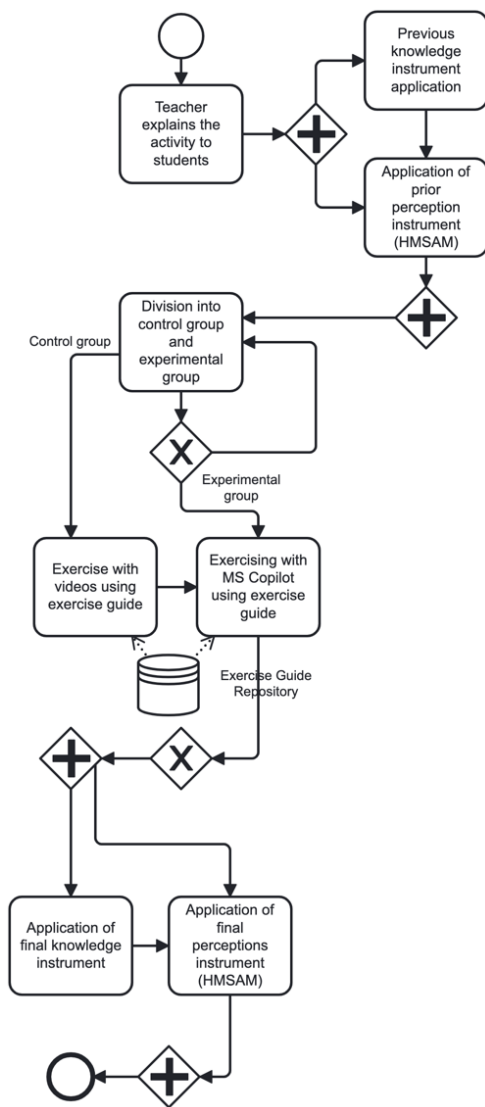 Previous
knowledge
instrument
application
Teacher
explains the
activity to
students
Application of
prior
perception
instrument
(HMSAM)
Division into
control group
and
experimental
group
Control group
X
Experimental
group
Exercise with
videos using
exercise guide
Exercising with
MS Copilot
using exercise
guide
Exercise Guide
Repository
X
Application of
final knowledge
instrument
Application of
final
perceptions
instrument
(HMSAM)